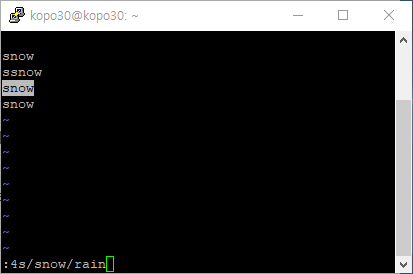 kopo30@kopo30: ~
snow
ssnow
snow
snow
~
~
~
~
~
~
~
~
~
:4s/snow/rain